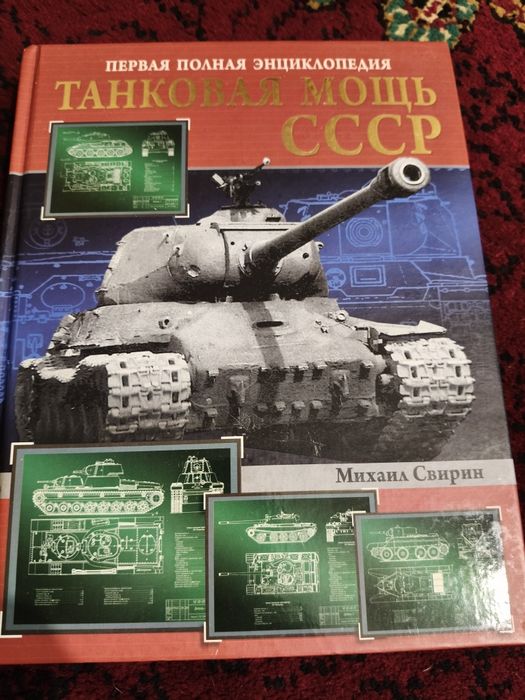 ПЕРВАЯ ПОЛНАЯ ЭНЦИКЛОПЕДИЯ
ТАНКОВАЯ МОЩЬ
СССР
Михаил Свирин